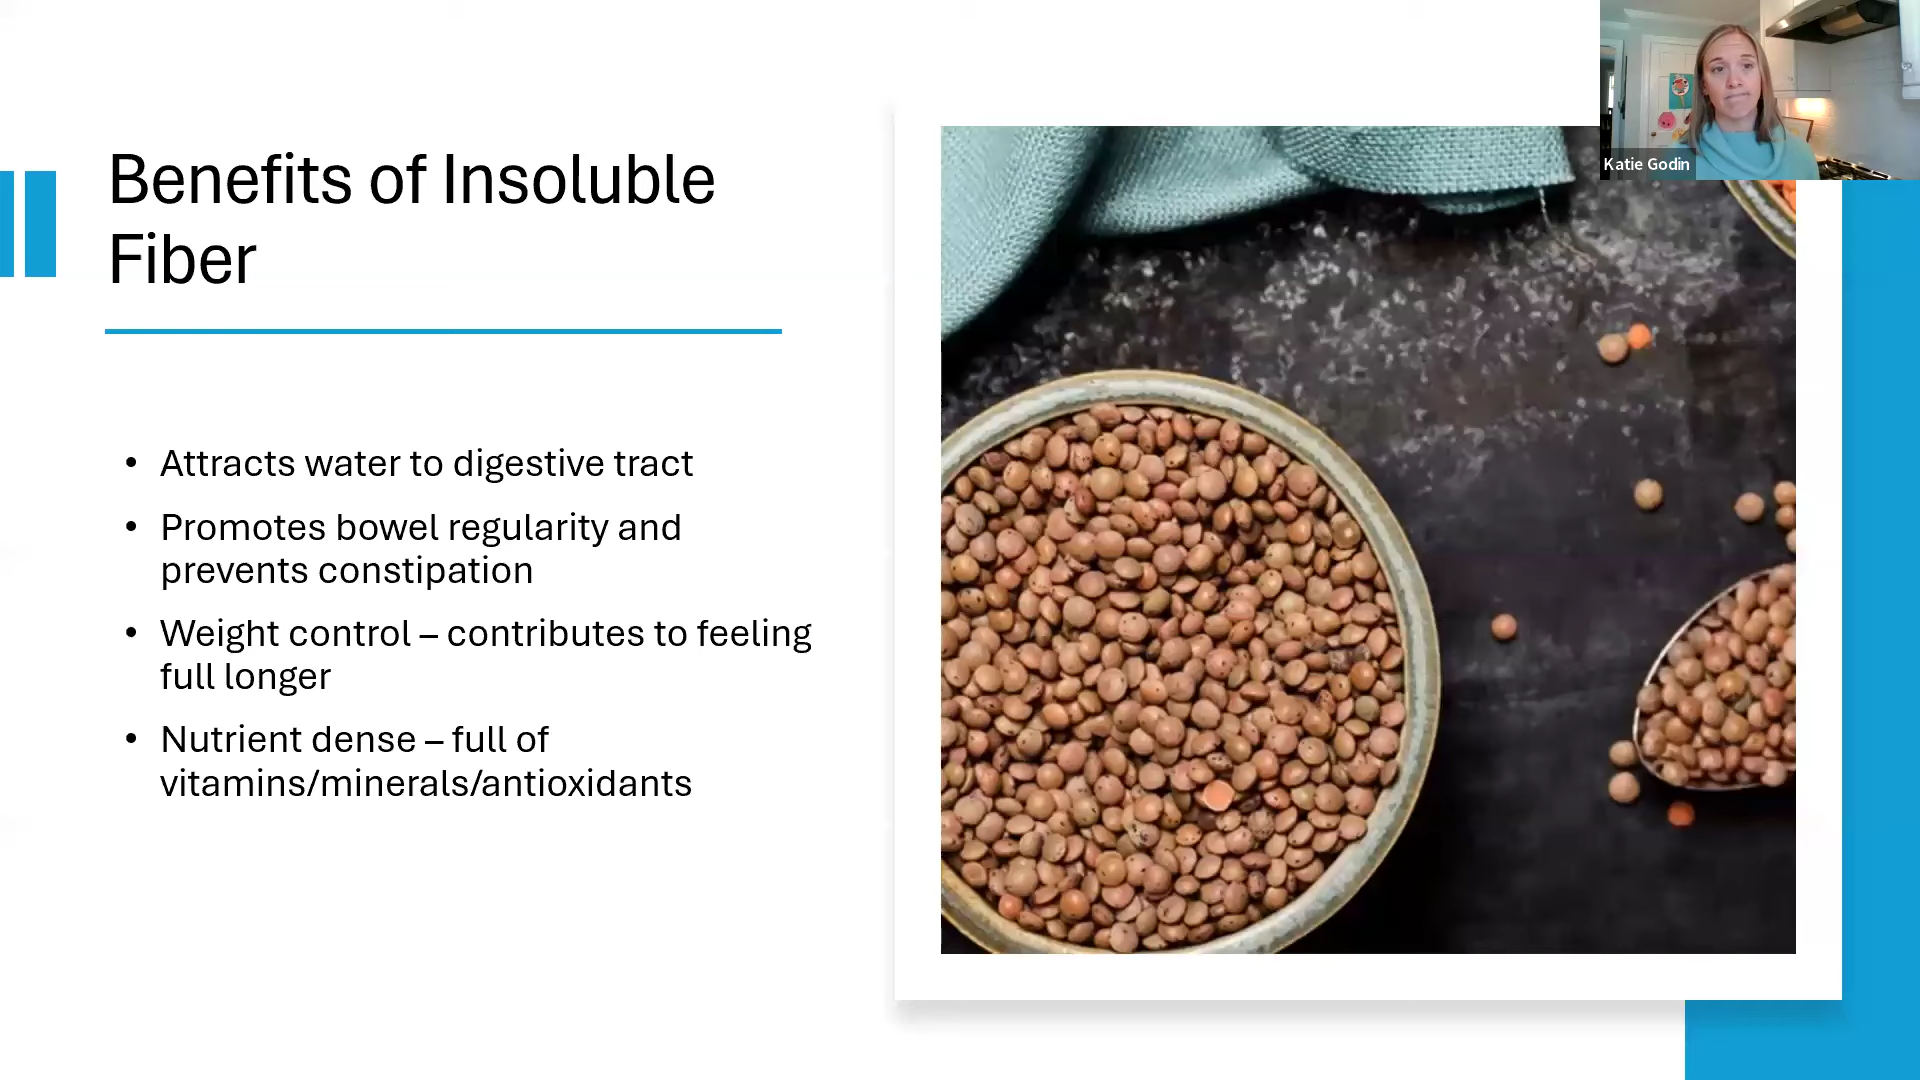 Benefits of Insoluble
Fiber
• Attracts water to digestive tract
• Promotes bowel regularity and
prevents constipation
• Weight control – contributes to feeling
full longer
• Nutrient dense – full of
vitamins/minerals/antioxidants
Katie Godin